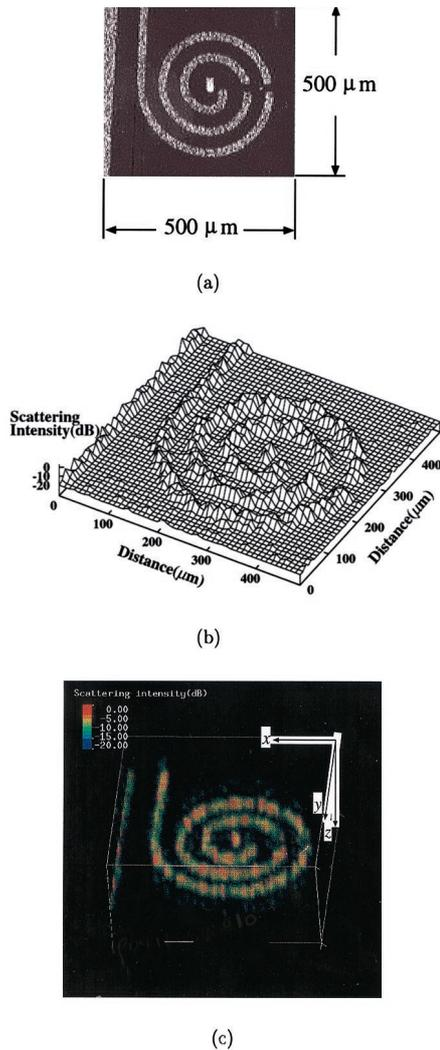 500 μm
500 μm
(a)
Scattering
Intensity(dB)
0
-10
-20
0
100
200
300
400
Distance(μm)
0
100
200
300
400
Distance(μm)
(b)
Scattering intensity(dB)
0.00
-5.00
-10.00
-15.00
-20.00
x
y
z
(c)